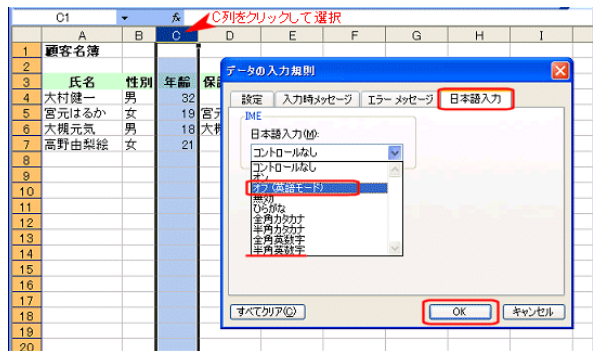 C1 fx C列をクリックして選択
A B C D E F G H I
1 顧客名簿
2
3 氏名 性別 年齢 保
4 大村健一 男 32
5 宮元はるか 女 19 宮元
6 大槻元気 男 18 大槻
7 高野由梨絵 女 21
8
9
10
11
12
13
14
15
16
17
18
19
20
データの入力規則
設定 入力時メッセージ エラー メッセージ 日本語入力
IME
日本語入力(M):
コントロールなし
コントロールなし
オン
オフ (英語モード)
無効
ひらがな
全角カタカナ
半角カタカナ
全角英数字
半角英数字
すべてクリア(C) OK キャンセル